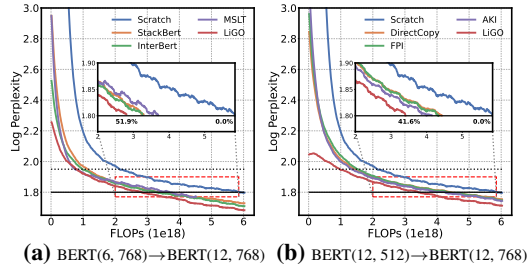 Scratch
StackBert
InterBert
MSLT
LiGO
Log Perplexity
3.0
2.8
2.6
2.4
2.2
2.0
1.8
1.90
1.85
1.80
2
3
4
5
51.9%
0.0%
0
1
2
3
4
5
6
FLOPs (1e18)
(a) BERT(6, 768)→BERT(12, 768)
Scratch
DirectCopy
FPI
AKI
LiGO
Log Perplexity
3.0
2.8
2.6
2.4
2.2
2.0
1.8
1.90
1.85
1.80
2
3
4
5
41.6%
0.0%
0
1
2
3
4
5
6
FLOPs (1e18)
(b) BERT(12, 512)→BERT(12, 768)